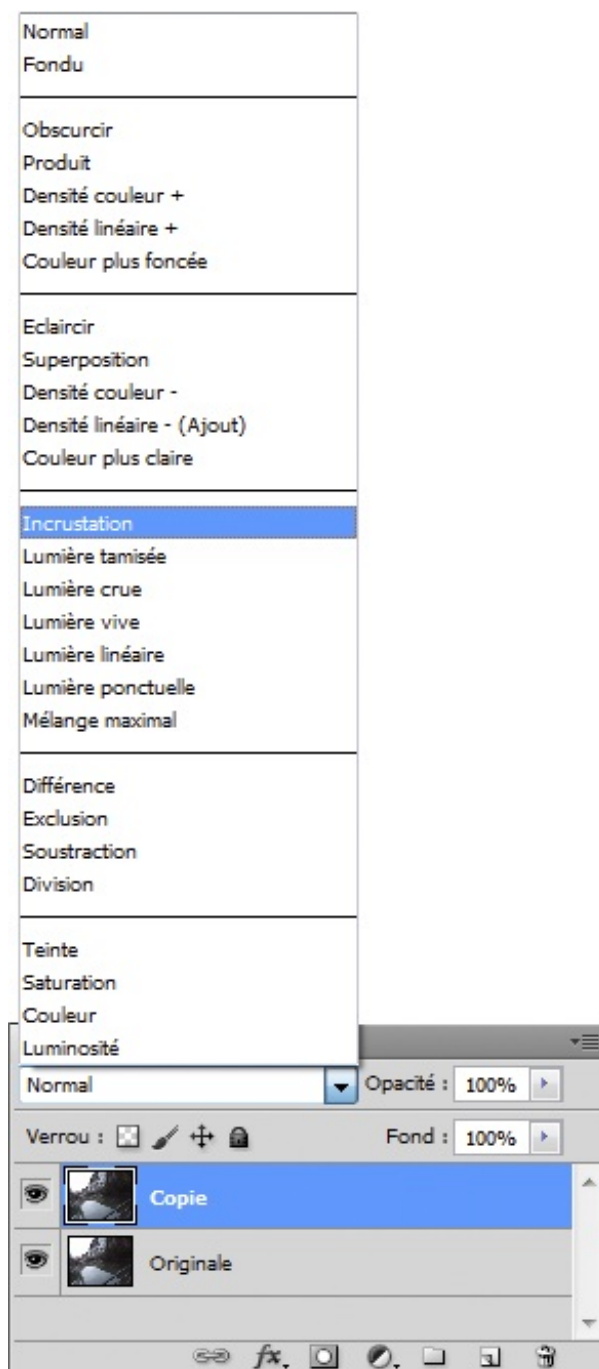 Normal
Fondu
Obscurcir
Produit
Densité couleur +
Densité linéaire +
Couleur plus foncée
Eclaircir
Superposition
Densité couleur -
Densité linéaire - (Ajout)
Couleur plus claire
Incrustation
Lumière tamisée
Lumière crue
Lumière vive
Lumière linéaire
Lumière ponctuelle
Mélange maximal
Différence
Exclusion
Soustraction
Division
Teinte
Saturation
Couleur
Luminosité
Normal Opacité : 100%
Verrou : Fond : 100%
Copie
Originale
fx.